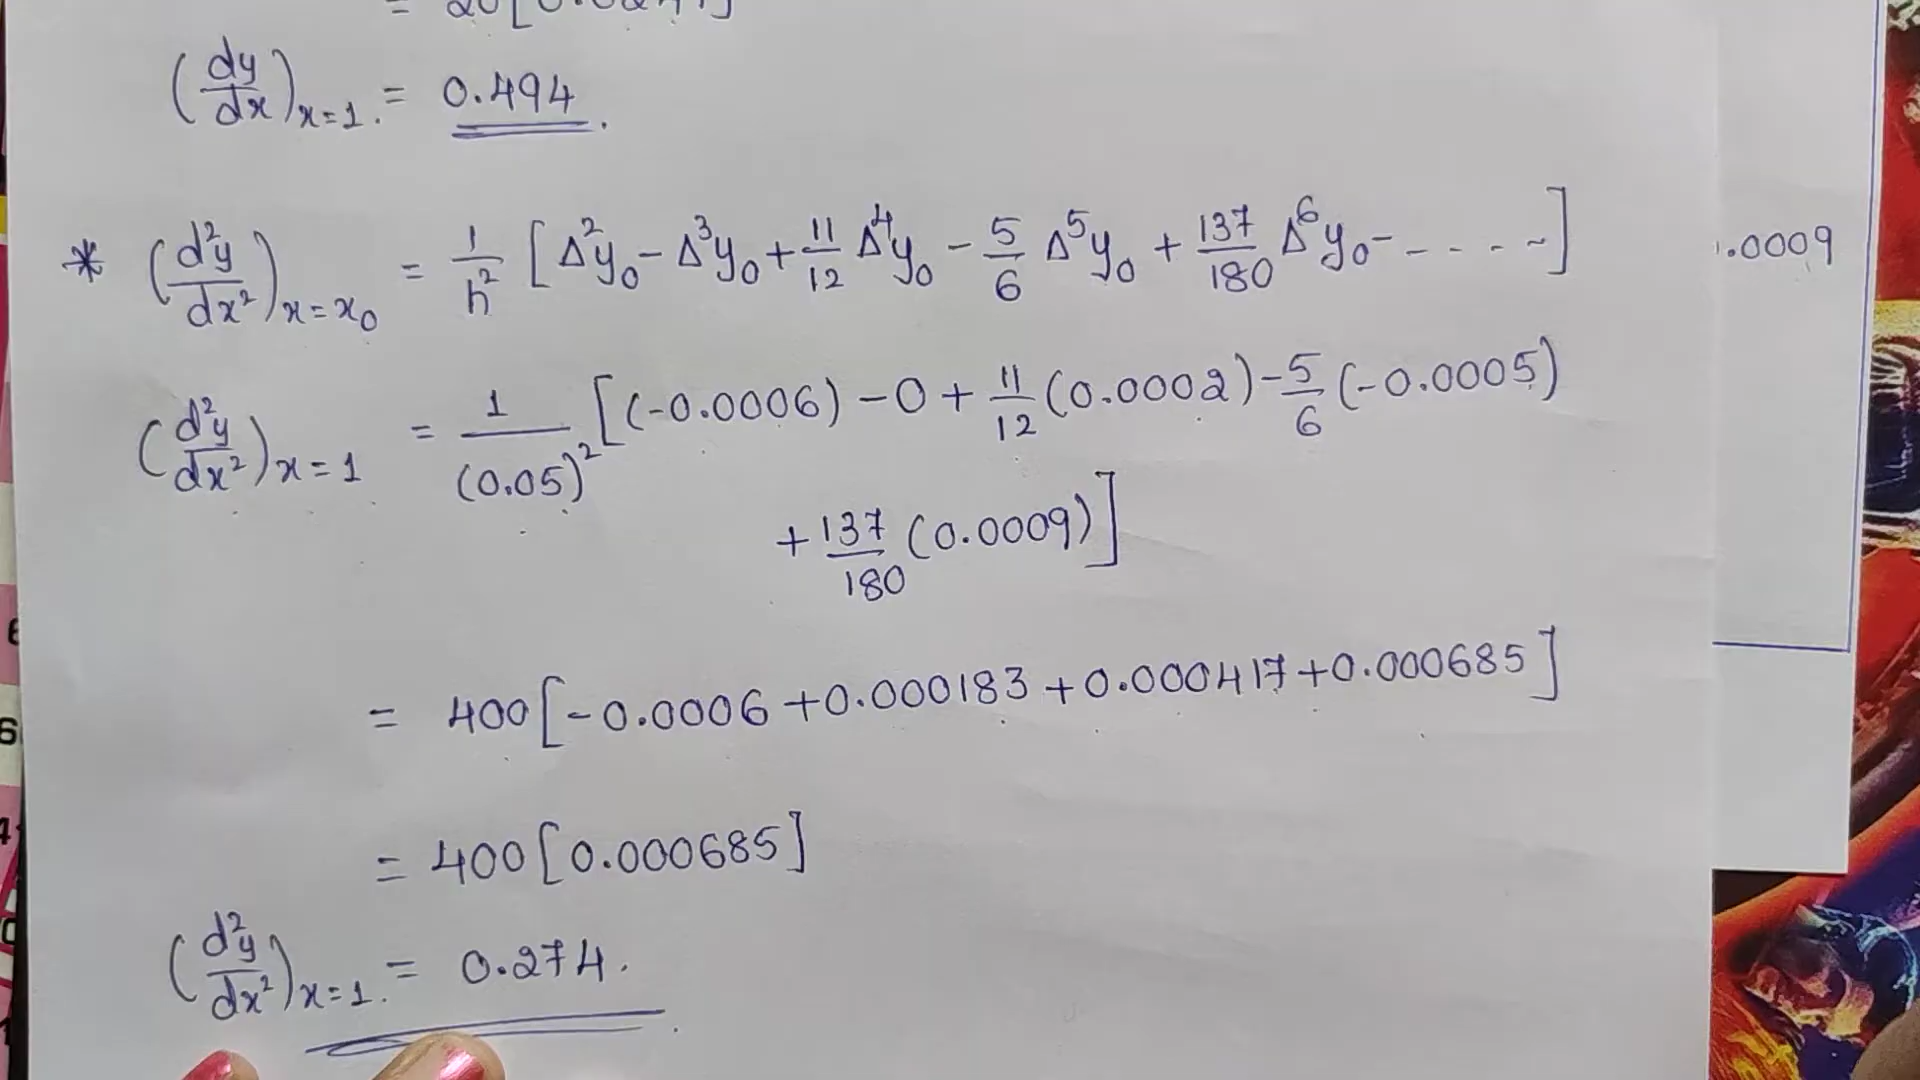 = 20[0.0247]
(dy/dx)x=1. = 0.494.
* (d²y/dx²)x=x₀ = 1/h² [Δ²y₀ - Δ³y₀ + 11/12 Δ⁴y₀ - 5/6 Δ⁵y₀ + 137/180 Δ⁶y₀ - - - - -]
.0009
(d²y/dx²)x=1 = 1/(0.05)² [(-0.0006) - 0 + 11/12 (0.0002) - 5/6 (-0.0005)
+ 137/180 (0.0009)]
= 400[-0.0006 + 0.000183 + 0.000417 + 0.000685]
= 400[0.000685]
(d²y/dx²)x=1. = 0.274.